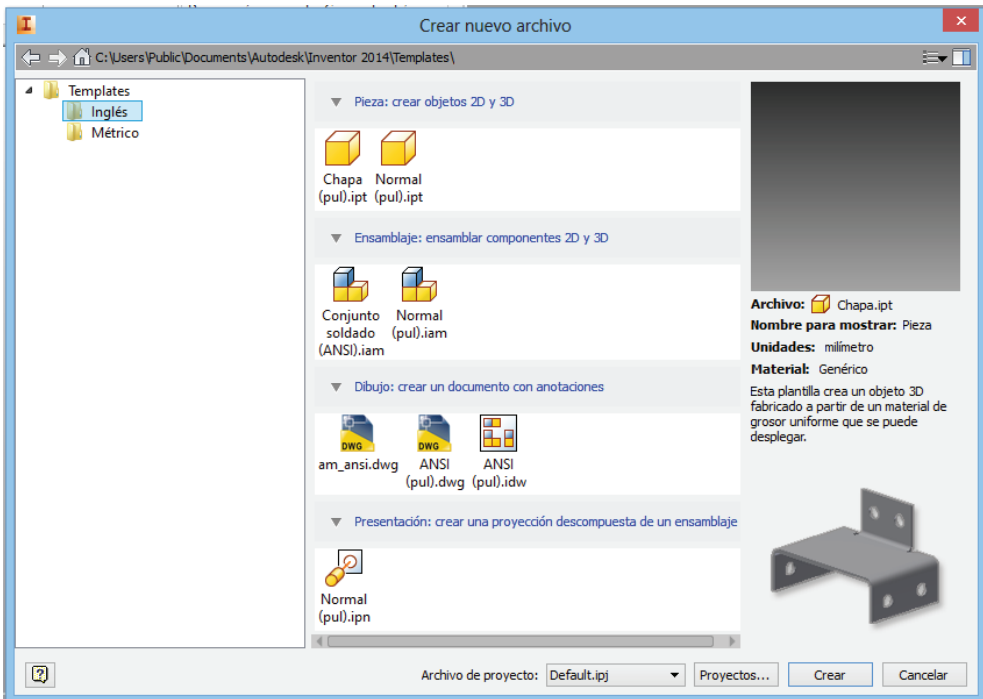 Crear nuevo archivo
C:\Users\Public\Documents\Autodesk\Inventor 2014\Templates\
Templates
Inglés
Métrico
Pieza: crear objetos 2D y 3D
Chapa (pul).ipt
Normal (pul).ipt
Ensamblaje: ensamblar componentes 2D y 3D
Conjunto soldado (ANSI).iam
Normal (pul).iam
Dibujo: crear un documento con anotaciones
DWG
DWG
am_ansi.dwg
ANSI (pul).dwg
ANSI (pul).idw
Presentación: crear una proyección descompuesta de un ensamblaje
Normal (pul).ipn
Archivo: Chapa.ipt
Nombre para mostrar: Pieza
Unidades: milímetro
Material: Genérico
Esta plantilla crea un objeto 3D
fabricado a partir de un material de
grosor uniforme que se puede
desplegar.
Archivo de proyecto: Default.ipj
Proyectos...
Crear
Cancelar